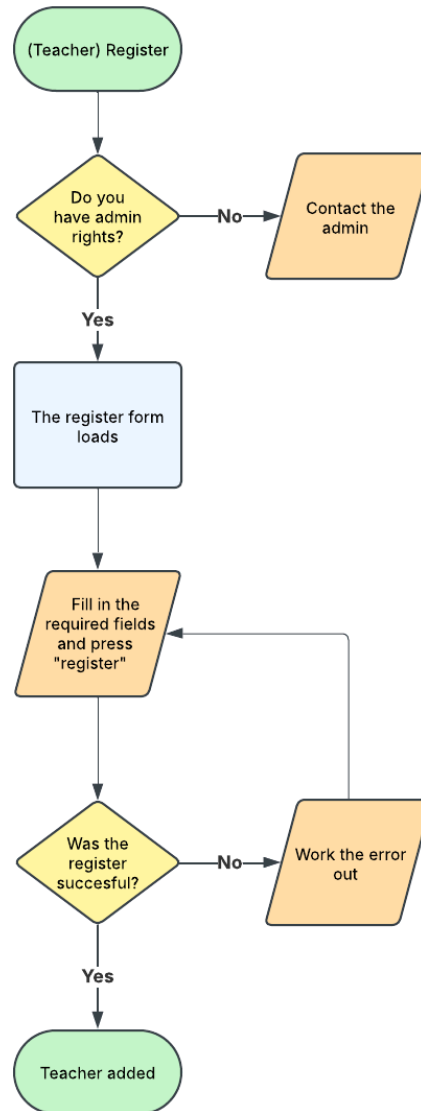 (Teacher) Register
Do you
have admin
rights?
No
Contact the
admin
Yes
The register form
loads
Fill in the
required fields
and press
"register"
Was the
register
succesful?
No
Work the error
out
Yes
Teacher added